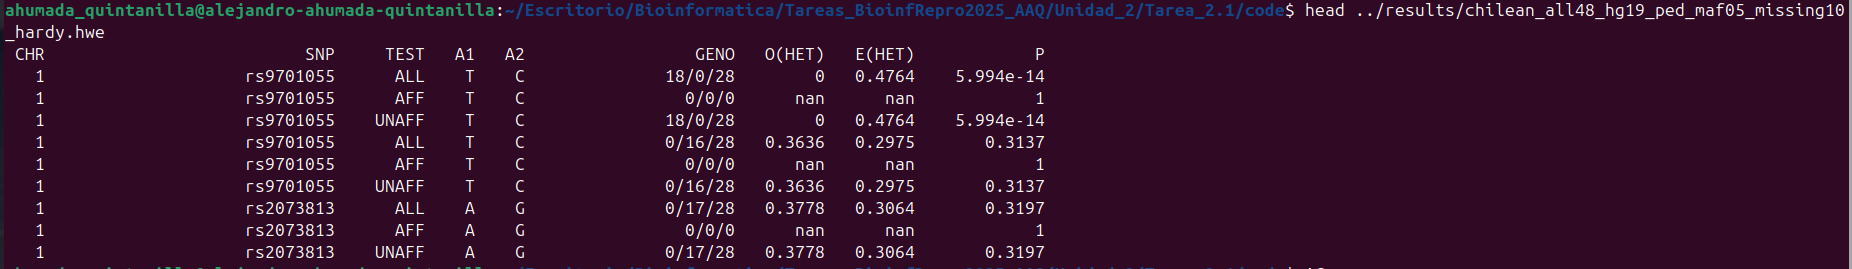 ahumada_quintanilla@alejandro-ahumada-quintanilla:~/Escritorio/Bioinformatica/Tareas_BioinfRepro2025_AAQ/Unidad_2/Tarea_2.1/code$ head ../results/chilean_all48_hg19_ped_maf05_missing10
_hardy.hwe
CHR SNP TEST A1 A2 GENO O(HET) E(HET) P
1 rs9701055 ALL T C 18/0/28 0 0.4764 5.994e-14
1 rs9701055 AFF T C 0/0/0 nan nan 1
1 rs9701055 UNAFF T C 18/0/28 0 0.4764 5.994e-14
1 rs9701055 ALL T C 0/16/28 0.3636 0.2975 0.3137
1 rs9701055 AFF T C 0/0/0 nan nan 1
1 rs9701055 UNAFF T C 0/16/28 0.3636 0.2975 0.3137
1 rs2073813 ALL A G 0/17/28 0.3778 0.3064 0.3197
1 rs2073813 AFF A G 0/0/0 nan nan 1
1 rs2073813 UNAFF A G 0/17/28 0.3778 0.3064 0.3197